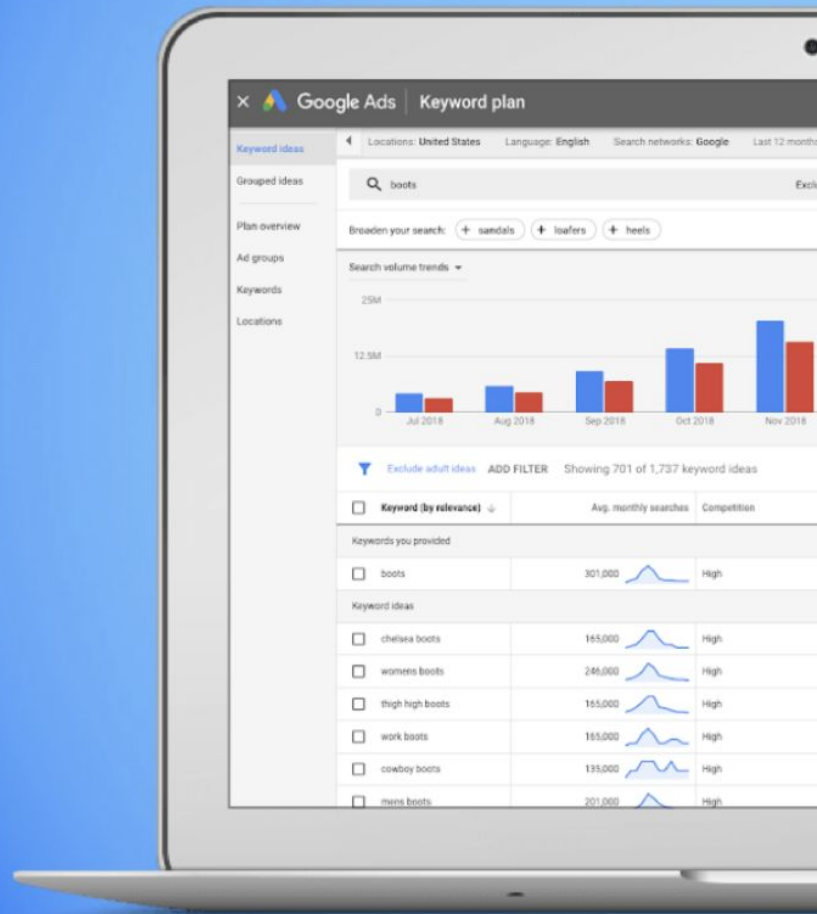 × Google Ads Keyword plan
Locations: United States Language: English Search networks: Google Last 12 months
Keyword ideas
Grouped ideas
Plan overview
Ad groups
Keywords
Locations
boots
Broaden your search: + sandals + loafers + heels
Search volume trends
25M
12.5M
0
Jul 2018 Aug 2018 Sep 2018 Oct 2018 Nov 2018
Exclude adult ideas ADD FILTER Showing 701 of 1,737 keyword ideas
Keyword (by relevance) Avg. monthly searches Competition
Keywords you provided
boots 301,000 High
Keyword ideas
chelsea boots 165,000 High
womens boots 246,000 High
thigh high boots 165,000 High
work boots 165,000 High
cowboy boots 135,000 High
mens boots 201,000 High